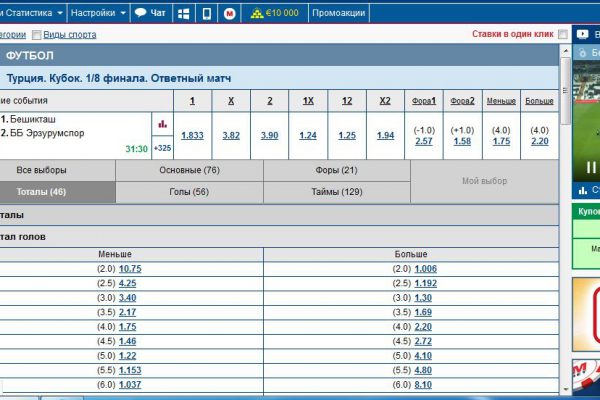 и Статистика Настройки Чат М €10 000 Промоакции
егории Виды спорта Ставки в один клик
ФУТБОЛ
Турция. Кубок. 1/8 финала. Ответный матч
ие события 1 X 2 1X 12 X2 Фора1 Фора2 Меньше Больше
1. Бешикташ (-1.0) (+1.0) (4.0) (4.0)
2. ББ Эрзурумспор 1.833 3.82 3.90 1.24 1.25 1.94 2.57 1.58 1.75 2.20
31:30 +325
Все выборы Основные (76) Форы (21) Мой выбор
Тоталы (46) Голы (56) Таймы (129)
талы
тал голов
Меньше Больше
(2.0) 10.75 (2.0) 1.006
(2.5) 4.25 (2.5) 1.192
(3.0) 3.40 (3.0) 1.30
(3.5) 2.17 (3.5) 1.69
(4.0) 1.75 (4.0) 2.20
(4.5) 1.46 (4.5) 2.72
(5.0) 1.22 (5.0) 4.10
(5.5) 1.153 (5.5) 4.80
(6.0) 1.037 (6.0) 8.10
В
Бе
Ст
Купо
Ма
М